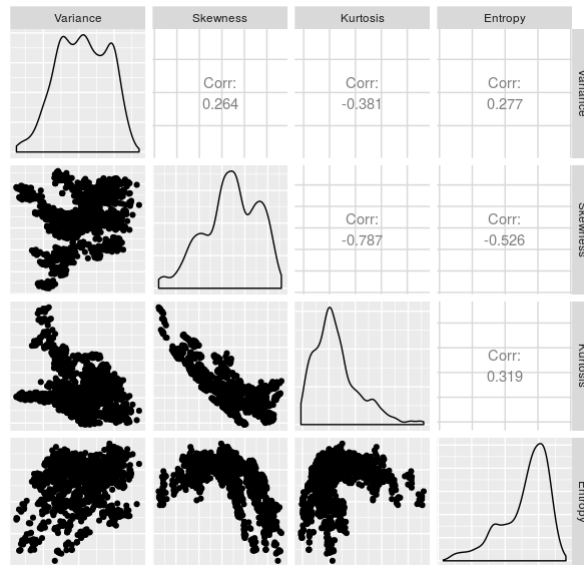 Variance Skewness Kurtosis Entropy
Corr:
0.264
Corr:
-0.381
Corr:
0.277
Variance
Corr:
-0.787
Corr:
-0.526
Skewness
Corr:
0.319
Kurtosis
Entropy